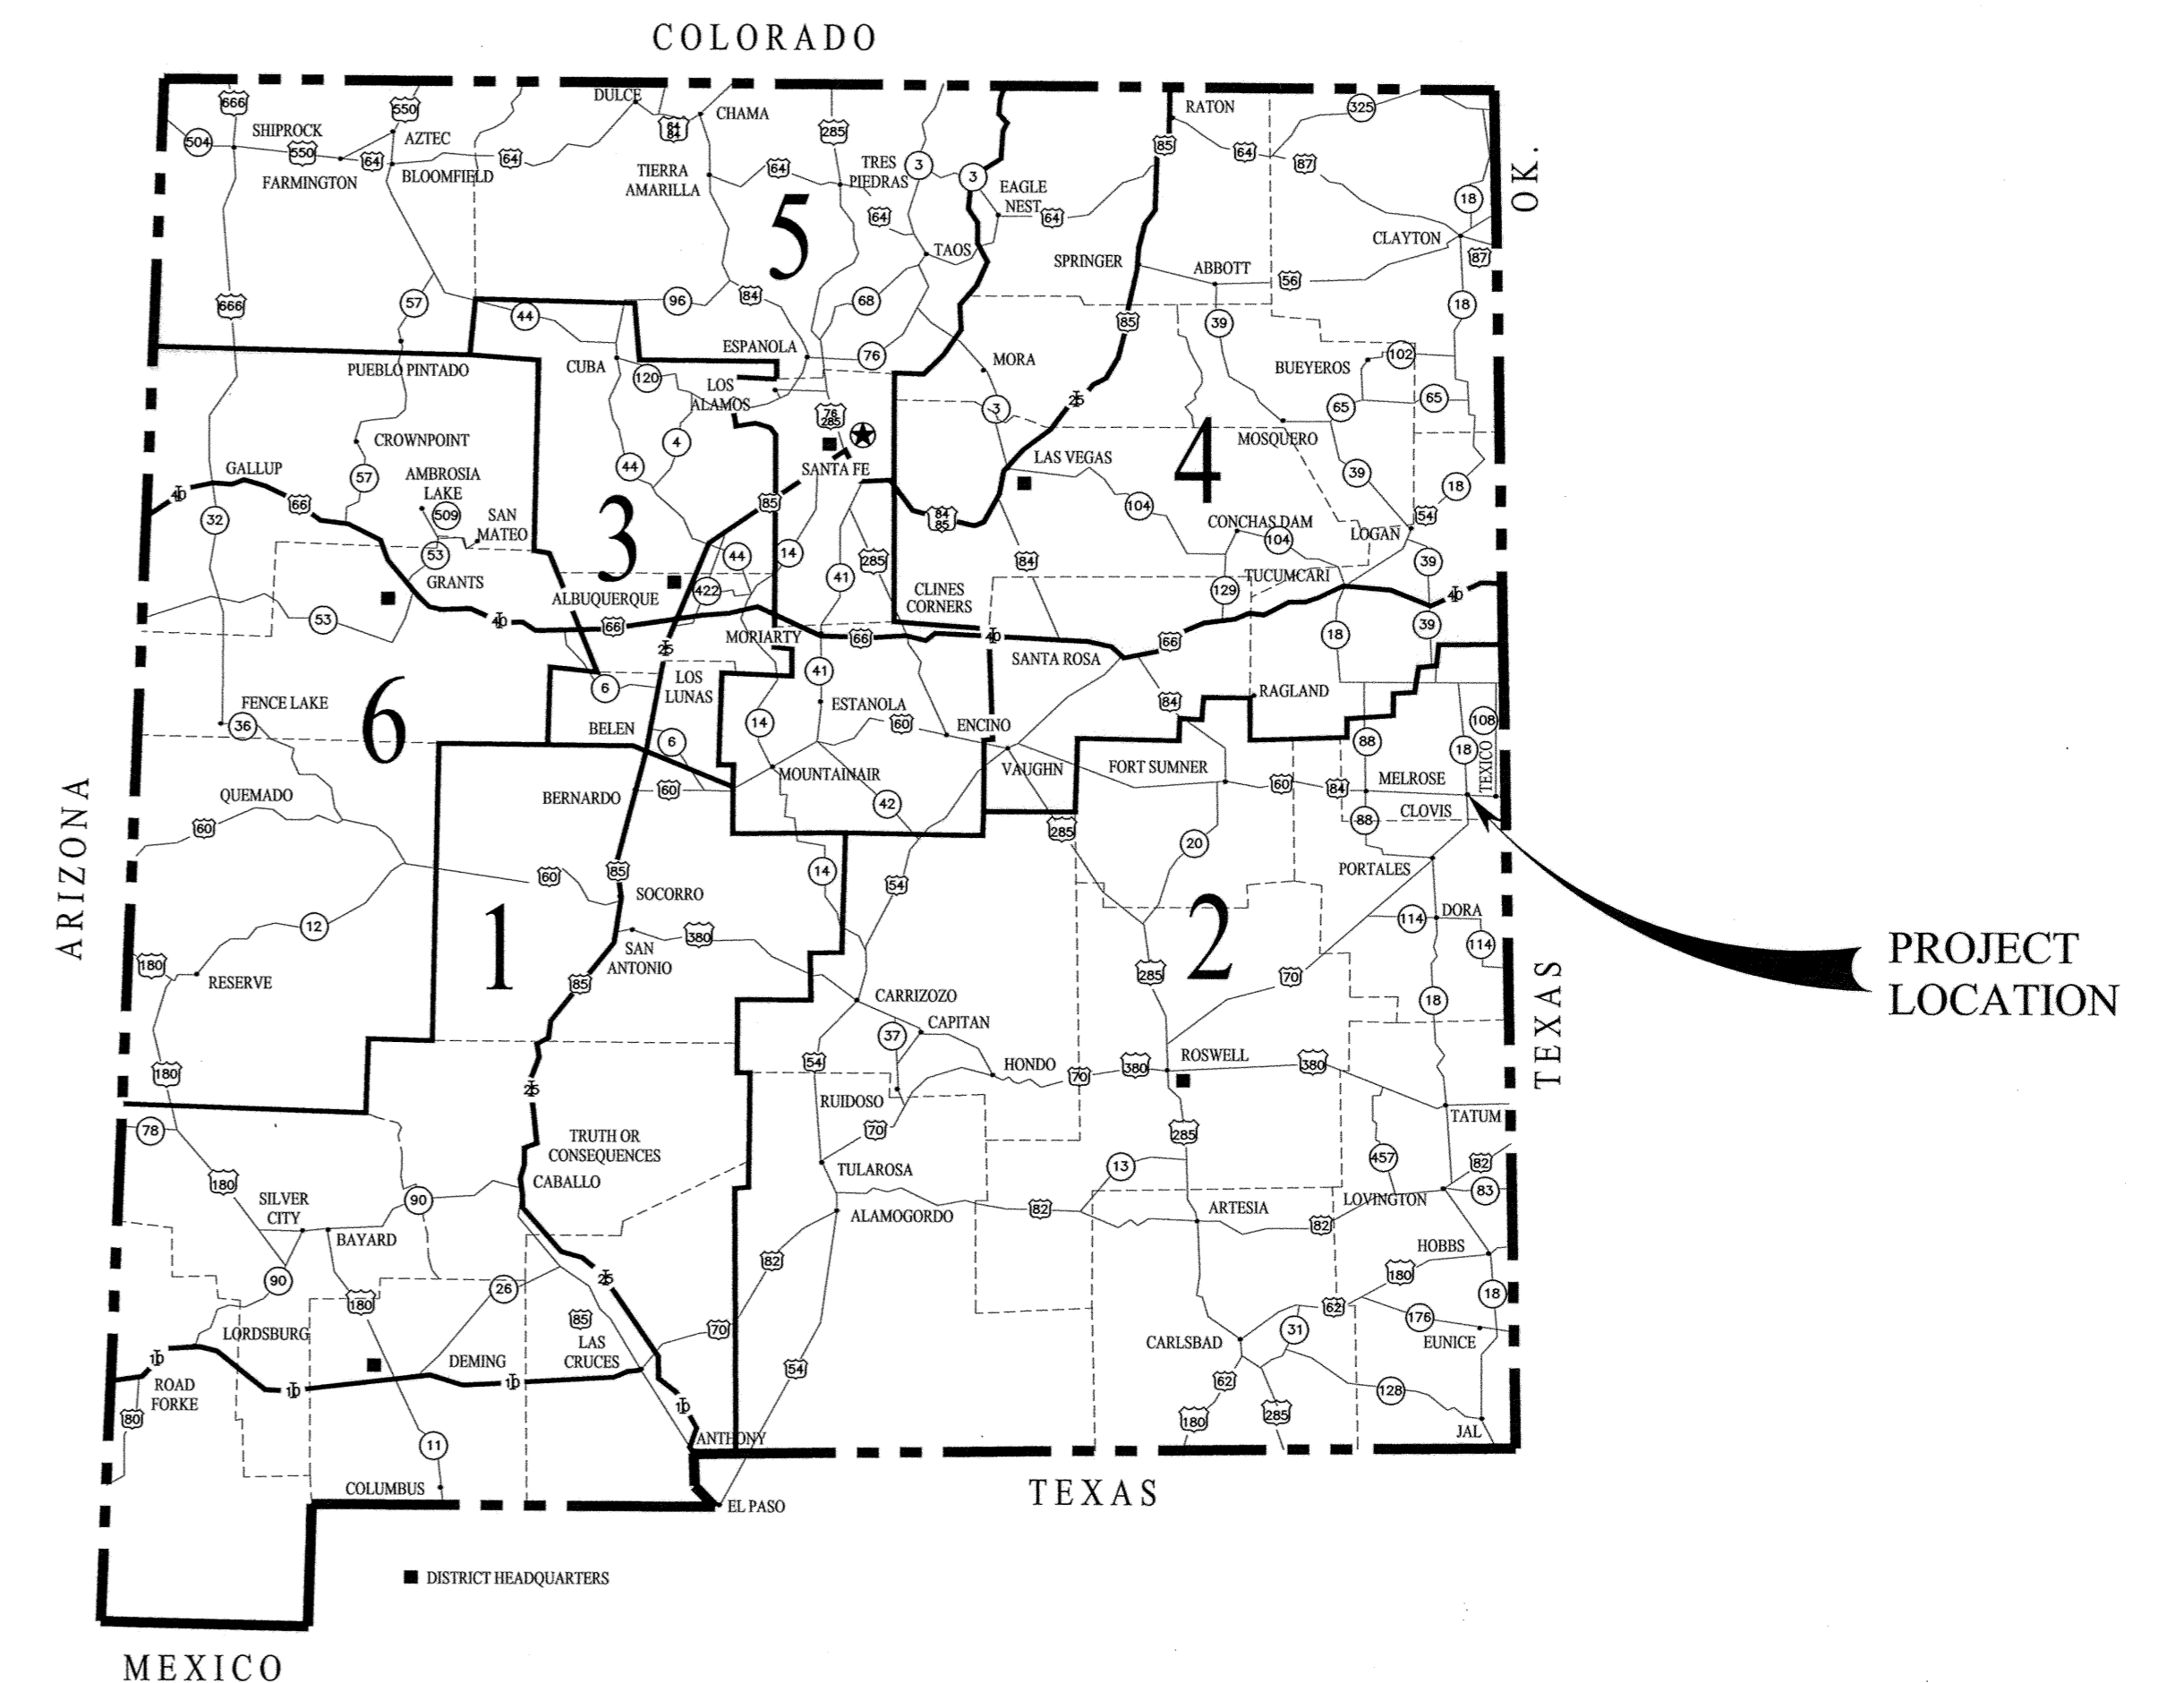 COLORADO
666
550
DULCE
CHAMA
64
84
285
RATON
325
504
SHIPROCK
550
64
AZTEC
64
FARMINGTON
BLOOMFIELD
TIERRA
AMARILLA
64
TRES
PIEDRAS
3
3
85
64
87
OK.
EAGLE
NEST
64
64
18
5
TAOS
CLAYTON
87
SPRINGER
ABBOTT
56
666
57
44
96
84
68
85
39
18
PUEBLO PINTADO
CUBA
120
ESPANOLA
76
MORA
BUEYEROS
102
LOS
ALAMOS
76
285
3
25
65
65
CROWNPOINT
4
SANTA FE
4
MOSQUERO
GALLUP
40
66
57
AMBROSIA
LAKE
509
44
LAS VEGAS
39
18
32
SAN
MATEO
53
3
85
84
85
104
CONCHAS DAM
104
LOGAN
54
GRANTS
44
14
285
84
39
53
ALBUQUERQUE
422
41
CLINES
CORNERS
129
TUCUMCARI
40
40
66
MORIARTY
66
40
66
18
39
25
SANTA ROSA
6
LOS
LUNAS
41
84
RAGLAND
FENCE LAKE
36
6
BELEN
6
14
ESTANOLA
60
ENCINO
88
18
108
TEXICO
MOUNTAINAIR
VAUGHN
FORT SUMNER
60
84
MELROSE
QUEMADO
BERNARDO
60
42
88
CLOVIS
60
285
20
ARIZONA
85
14
54
PORTALES
60
SOCORRO
12
1
380
2
114
DORA
SAN
ANTONIO
114
180
RESERVE
85
285
70
PROJECT
LOCATION
CARRIZOZO
18
TEXAS
37
CAPITAN
180
25
54
HONDO
70
380
ROSWELL
380
RUIDOSO
78
TRUTH OR
CONSEQUENCES
70
285
TATUM
180
CABALLO
TULAROSA
13
457
82
SILVER
CITY
90
ALAMOGORDO
82
ARTESIA
LOVINGTON
83
BAYARD
82
82
HOBBS
90
26
25
180
180
85
62
18
LORDSBURG
LAS
CRUCES
70
CARLSBAD
31
176
EUNICE
10
DEMING
10
10
54
62
128
ROAD
FORKE
80
10
180
285
11
ANTHONY
JAL
COLUMBUS
EL PASO
TEXAS
DISTRICT HEADQUARTERS
MEXICO